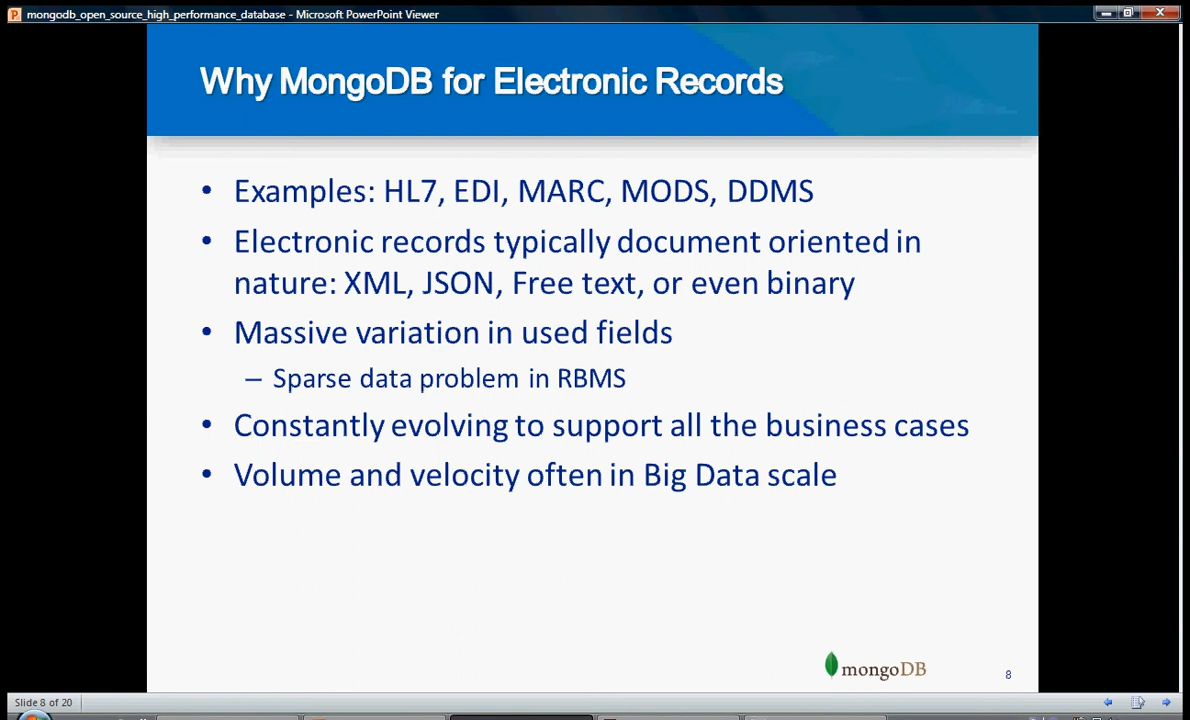 mongodb_open_source_high_performance_database - Microsoft PowerPoint Viewer
Why MongoDB for Electronic Records
• Examples: HL7, EDI, MARC, MODS, DDMS
• Electronic records typically document oriented in
nature: XML, JSON, Free text, or even binary
• Massive variation in used fields
– Sparse data problem in RBMS
• Constantly evolving to support all the business cases
• Volume and velocity often in Big Data scale
mongoDB
8
Slide 8 of 20